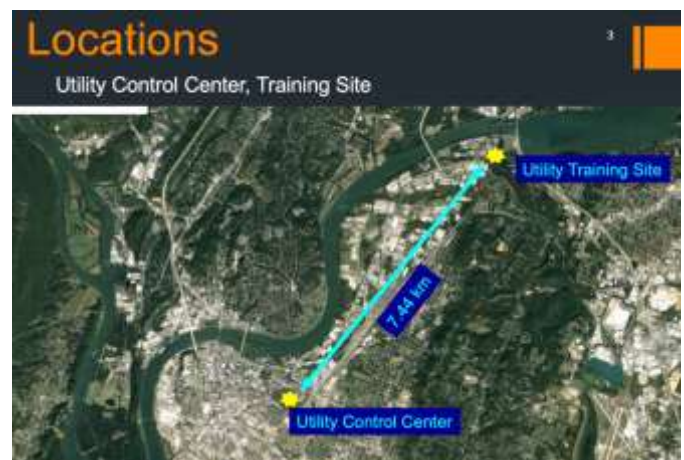 Locations
3
Utility Control Center, Training Site
Utility Training Site
7.44 km
Utility Control Center